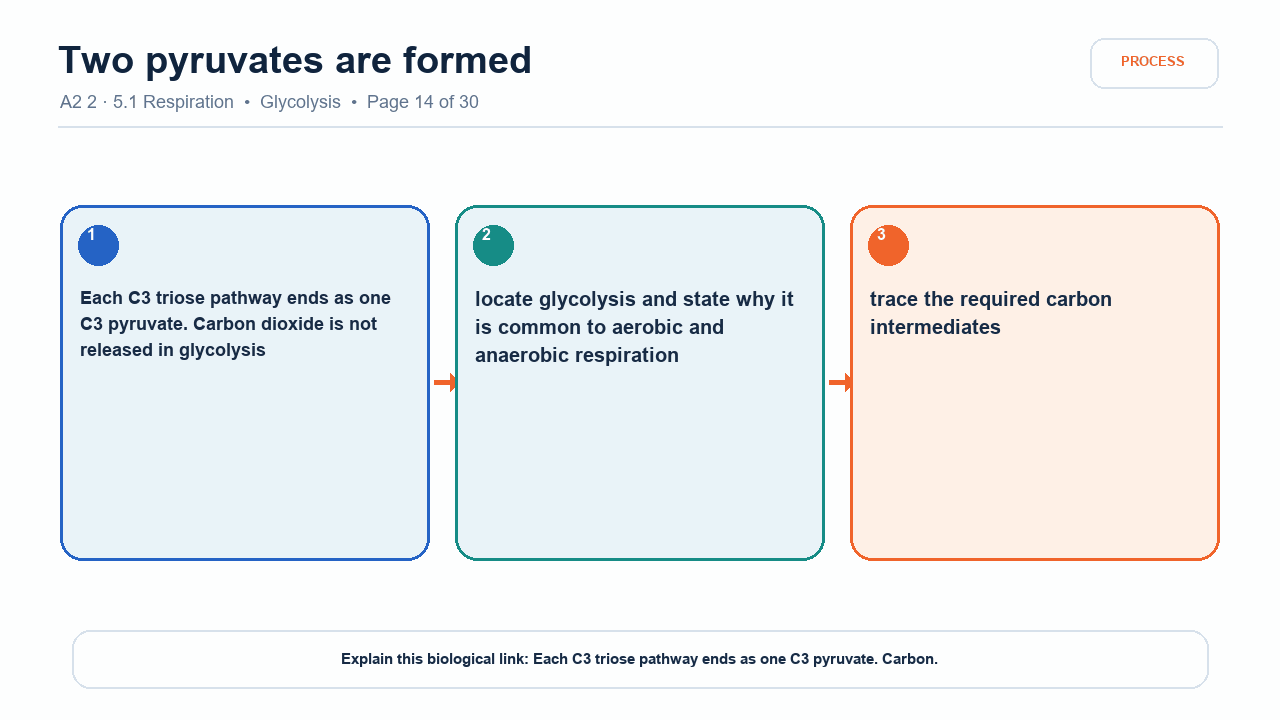 Two pyruvates are formed
A2 2 · 5.1 Respiration • Glycolysis • Page 14 of 30
PROCESS
1
Each C3 triose pathway ends as one
C3 pyruvate. Carbon dioxide is not
released in glycolysis
2
locate glycolysis and state why it
is common to aerobic and
anaerobic respiration
3
trace the required carbon
intermediates
Explain this biological link: Each C3 triose pathway ends as one C3 pyruvate. Carbon.